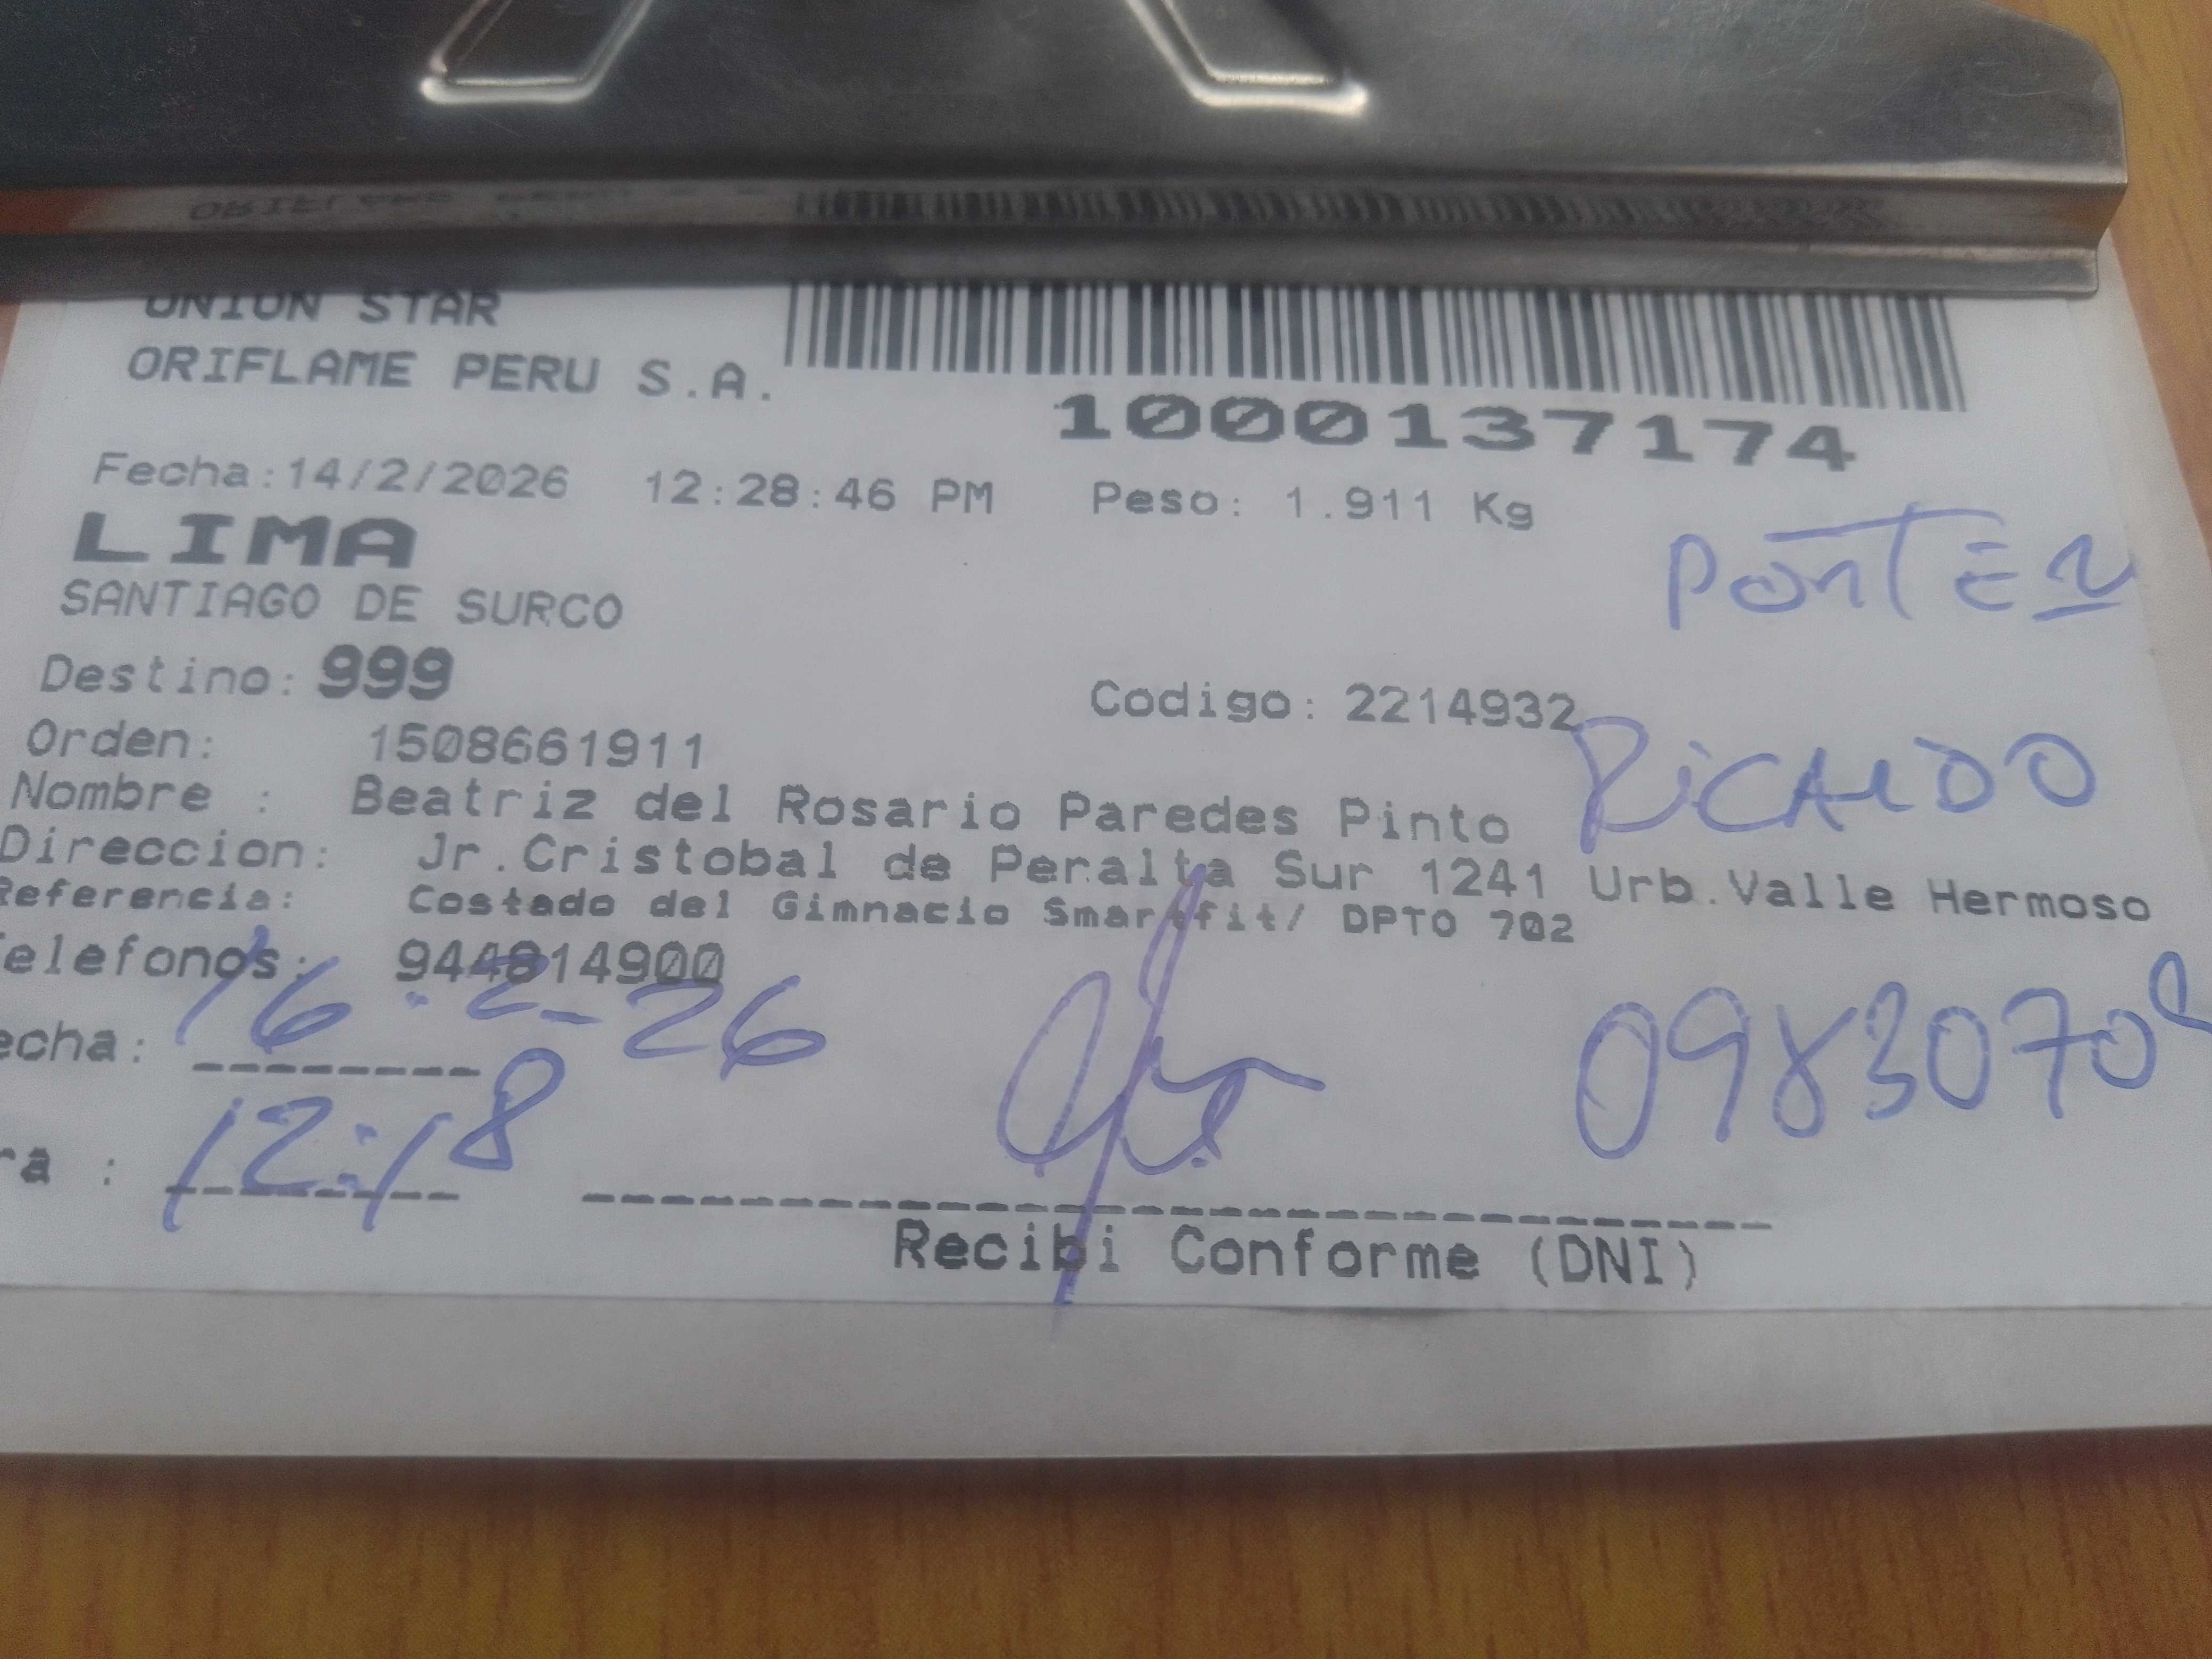 UNION STAR
ORIFLAME PERU S.A.
1000137174
Fecha:14/2/2026 12:28:46 PM Peso: 1.911 Kg
LIMA
PORTER
SANTIAGO DE SURCO
Destino: 999
Codigo: 2214932
Orden: 1508661911
RICARDO
Nombre : Beatriz del Rosario Paredes Pinto
Direccion: Jr.Cristobal de Peralta Sur 1241 Urb.Valle Hermoso
Referencia: Costado del Gimnacio Smartfit/ DPTO 702
elefonos: 944814900
echa: 16-2-26
0983070
ra : 12:18
Recibi Conforme (DNI)